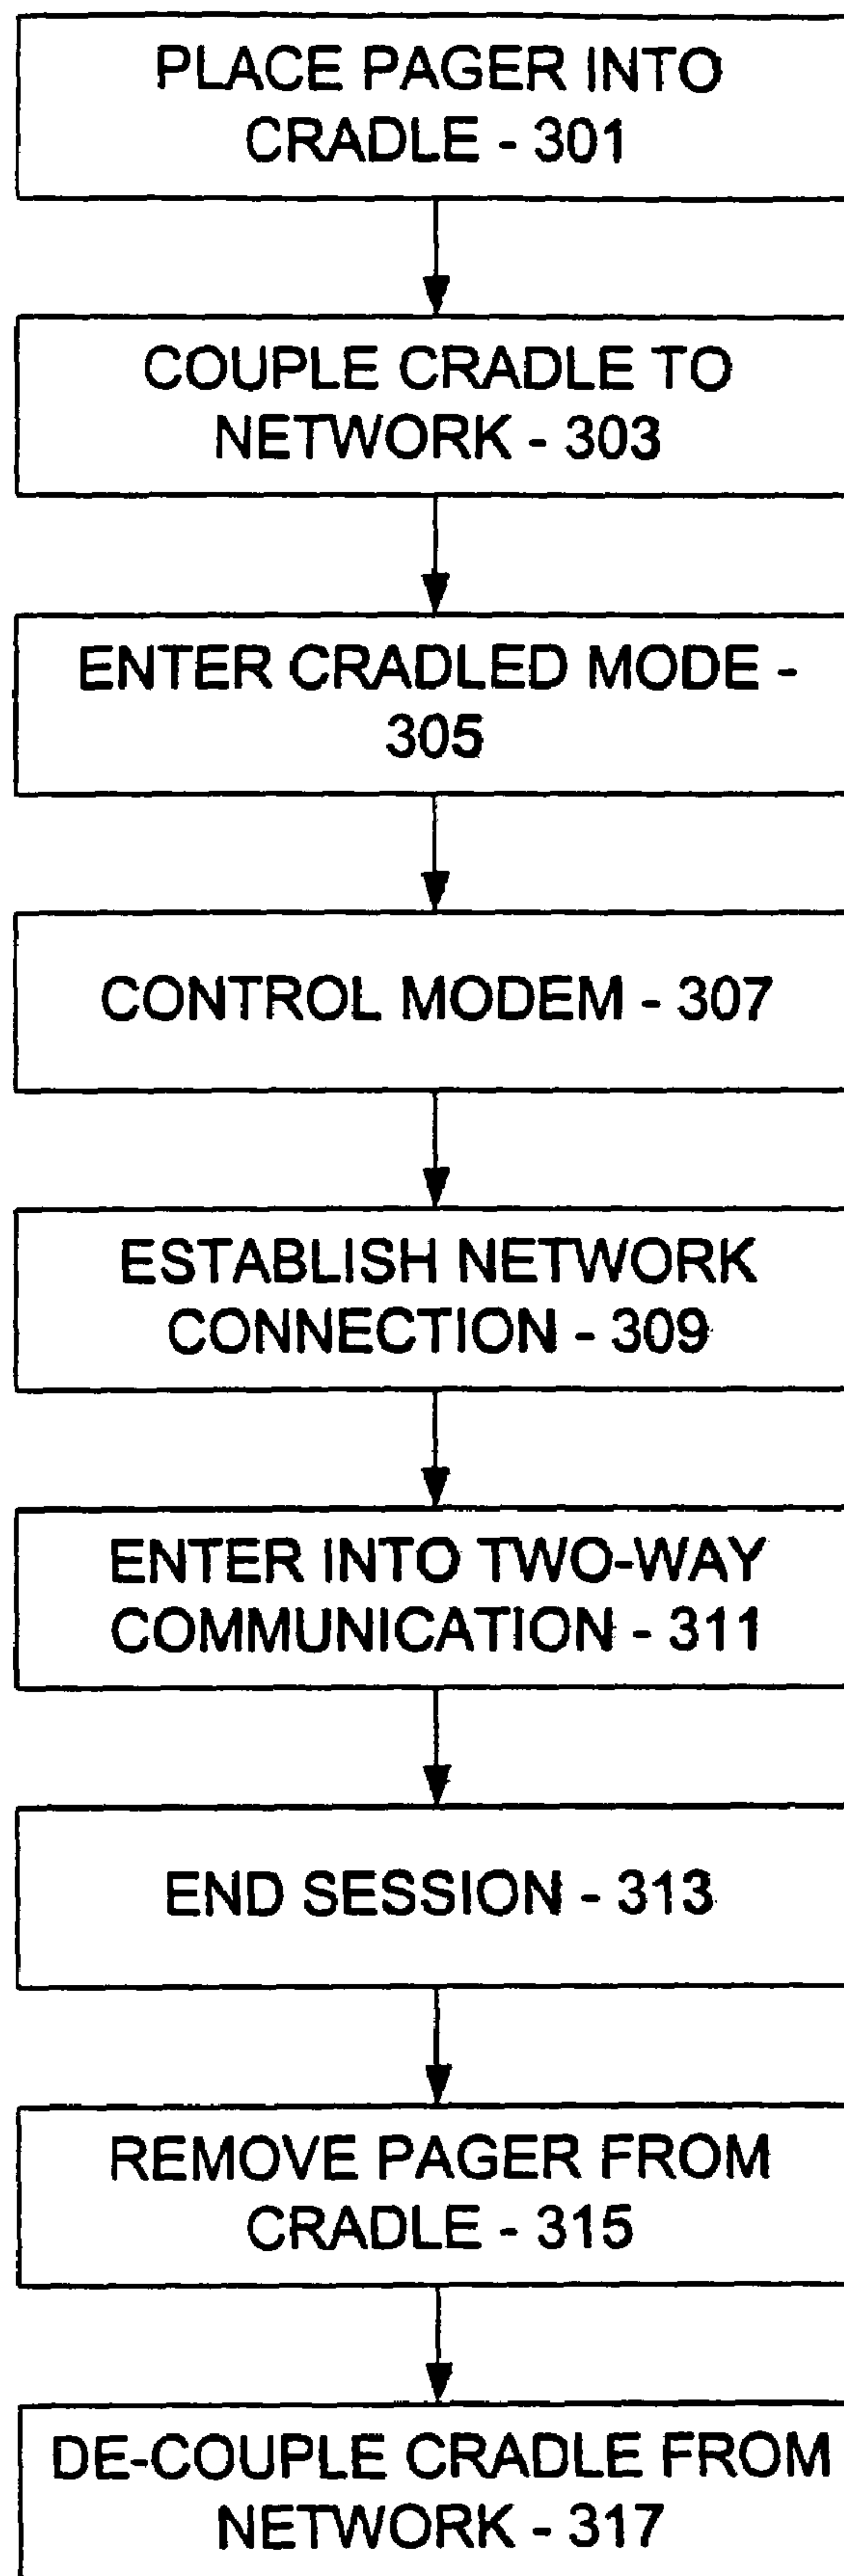 PLACE PAGER INTO
CRADLE - 301
COUPLE CRADLE TO
NETWORK - 303
ENTER CRADLED MODE -
305
CONTROL MODEM - 307
ESTABLISH NETWORK
CONNECTION - 309
ENTER INTO TWO-WAY
COMMUNICATION - 311
END SESSION - 313
REMOVE PAGER FROM
CRADLE - 315
DE-COUPLE CRADLE FROM
NETWORK - 317